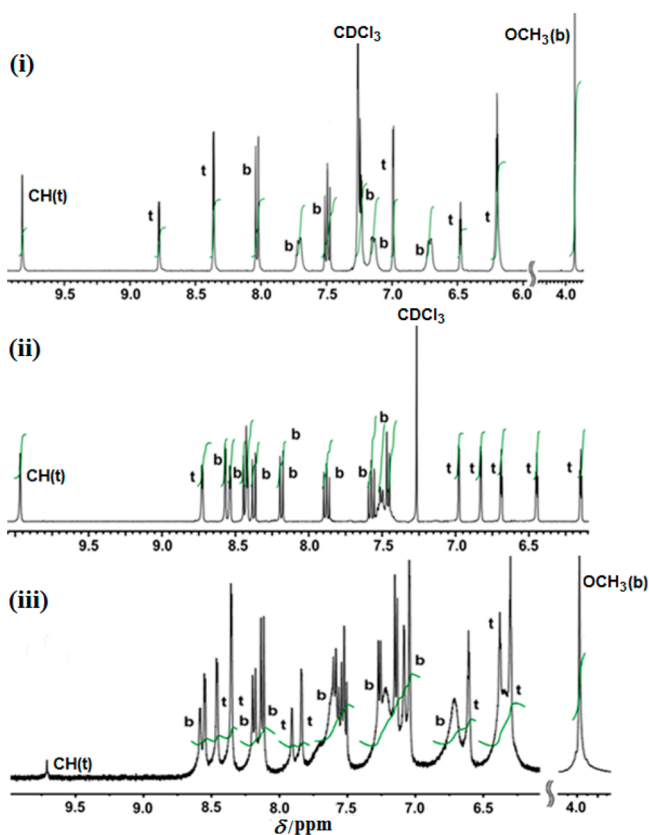 (i)
CDCl3
OCH3(b)
CH(t)
t
t
b
b
b
b
b
t
b
t
t
9.5 9.0 8.5 8.0 7.5 7.0 6.5 6.0 4.0
(ii)
CDCl3
CH(t)
t
b
b
b
b
b
b
b
b
t
t
t
t
t
9.5 9.0 8.5 8.0 7.5 7.0 6.5
(iii)
OCH3(b)
CH(t)
b
t
t
b
t
b
b
b
b
t
t
t
9.5 9.0 8.5 8.0 7.5 7.0 6.5 4.0
δ/ppm